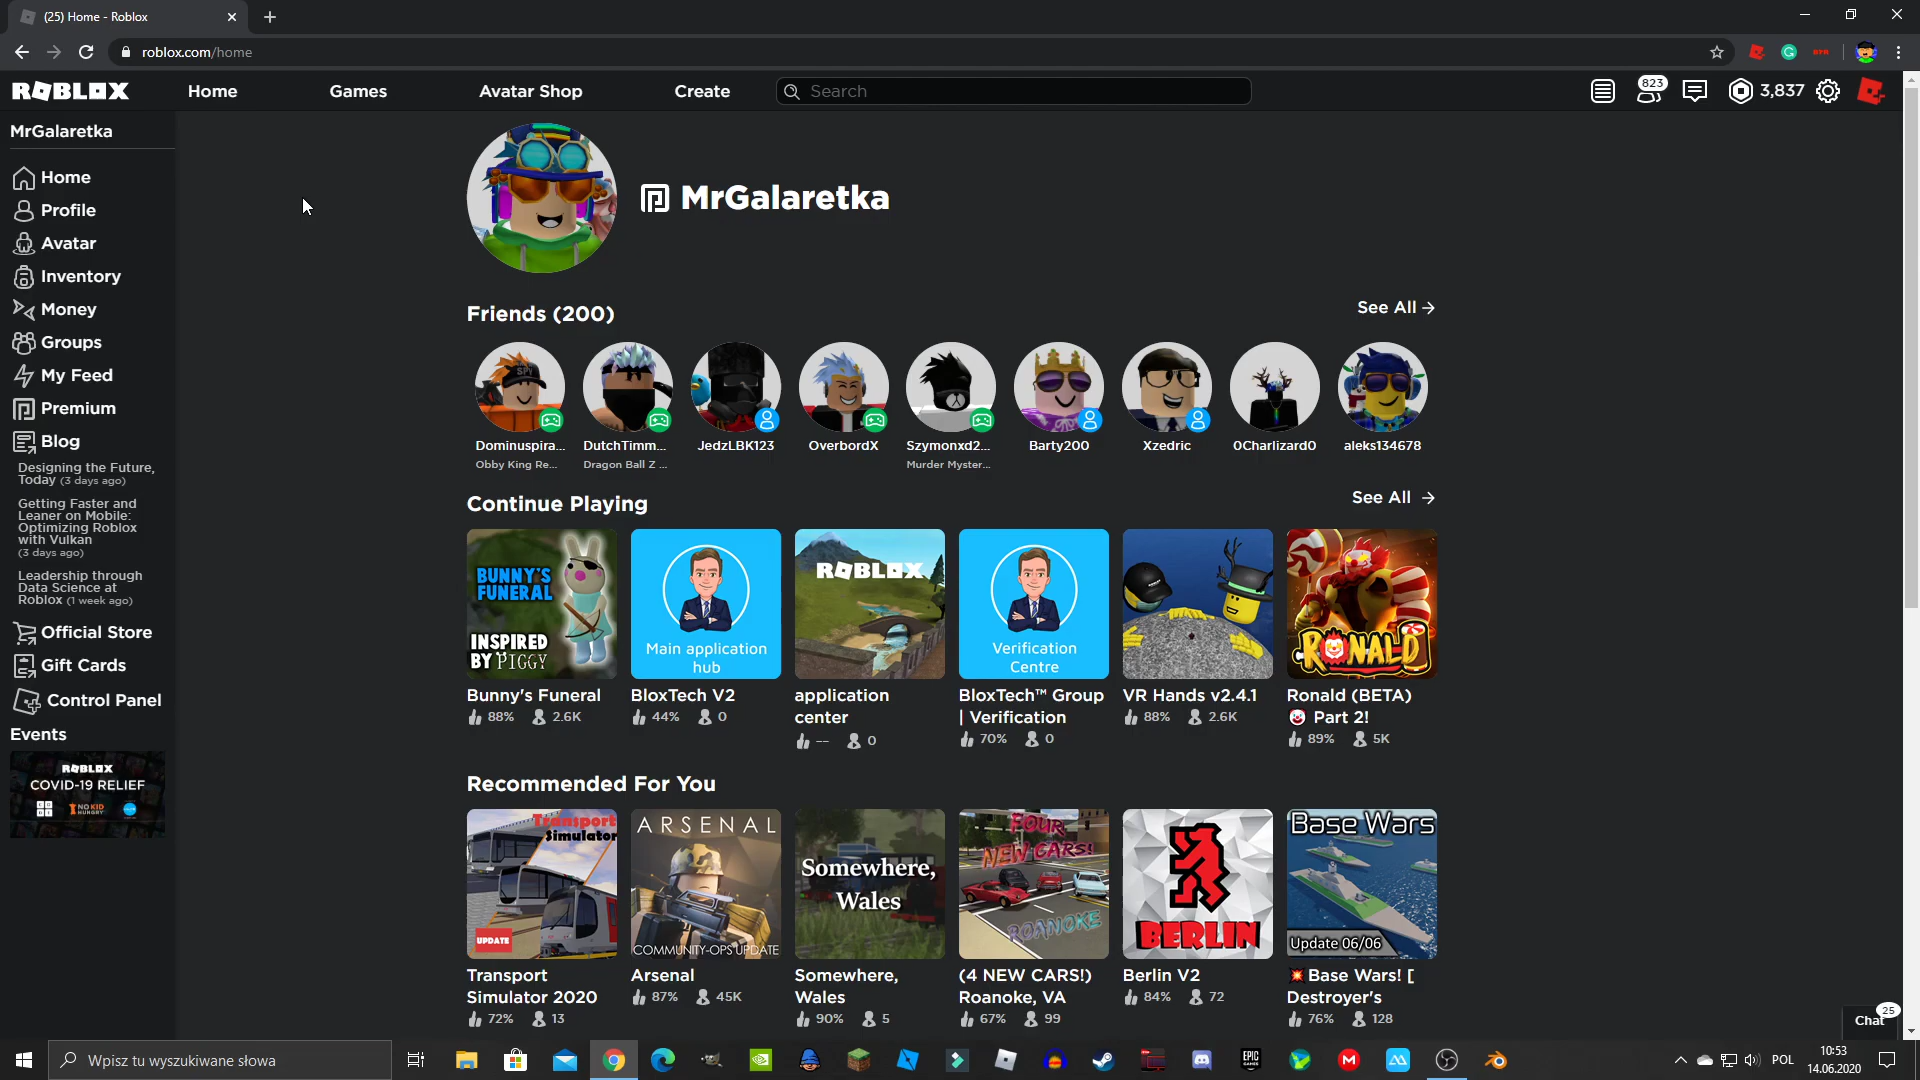 (25) Home - Roblox
roblox.com/home
ROBLOX
Home
Games
Avatar Shop
Create
Search
823
3,837
MrGalaretka
Home
Profile
Avatar
Inventory
Money
Groups
My Feed
Premium
Blog
Designing the Future,
Today (3 days ago)
Getting Faster and
Leaner on Mobile:
Optimizing Roblox
with Vulkan
(3 days ago)
Leadership through
Data Science at
Roblox (1 week ago)
Official Store
Gift Cards
Control Panel
Events
ROBLOX
COVID-19 RELIEF
NO KID
HUNGRY
MrGalaretka
Friends (200)
See All
SPY
Dominuspira...
DutchTimm...
JedzLBK123
OverbordX
Szymonxd2...
Barty200
Xzedric
0Charlizard0
aleks134678
Obby King Re...
Dragon Ball Z ...
Murder Myster...
Continue Playing
See All
BUNNY'S
FUNERAL
INSPIRED
BY PIGGY
Main application
hub
ROBLOX
Verification
Centre
RONALD
Bunny's Funeral
88%
2.6K
BloxTech V2
44%
0
application
center
--
0
BloxTech™ Group
| Verification
70%
0
VR Hands v2.4.1
88%
2.6K
Ronald (BETA)
🤡 Part 2!
89%
5K
Recommended For You
Transport
Simulator
UPDATE
ARSENAL
COMMUNITY-OPS UPDATE
Somewhere,
Wales
FOUR
NEW CARS!
ROANOKE
BERLIN
Base Wars
Update 06/06
Transport
Simulator 2020
72%
13
Arsenal
87%
45K
Somewhere,
Wales
90%
5
(4 NEW CARS!)
Roanoke, VA
67%
99
Berlin V2
84%
72
💥Base Wars! [
Destroyer's
76%
128
Chat
25
Wpisz tu wyszukiwane słowa
EPIC
GAMES
POL
10:53
14.06.2020